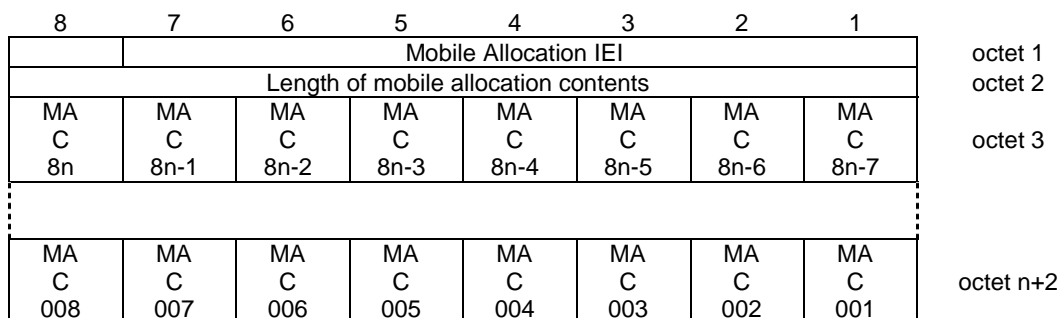 8 7 6 5 4 3 2 1
Mobile Allocation IEI octet 1
Length of mobile allocation contents octet 2
MA MA MA MA MA MA MA MA
C C C C C C C C octet 3
8n 8n-1 8n-2 8n-3 8n-4 8n-5 8n-6 8n-7
MA MA MA MA MA MA MA MA
C C C C C C C C octet n+2
008 007 006 005 004 003 002 001